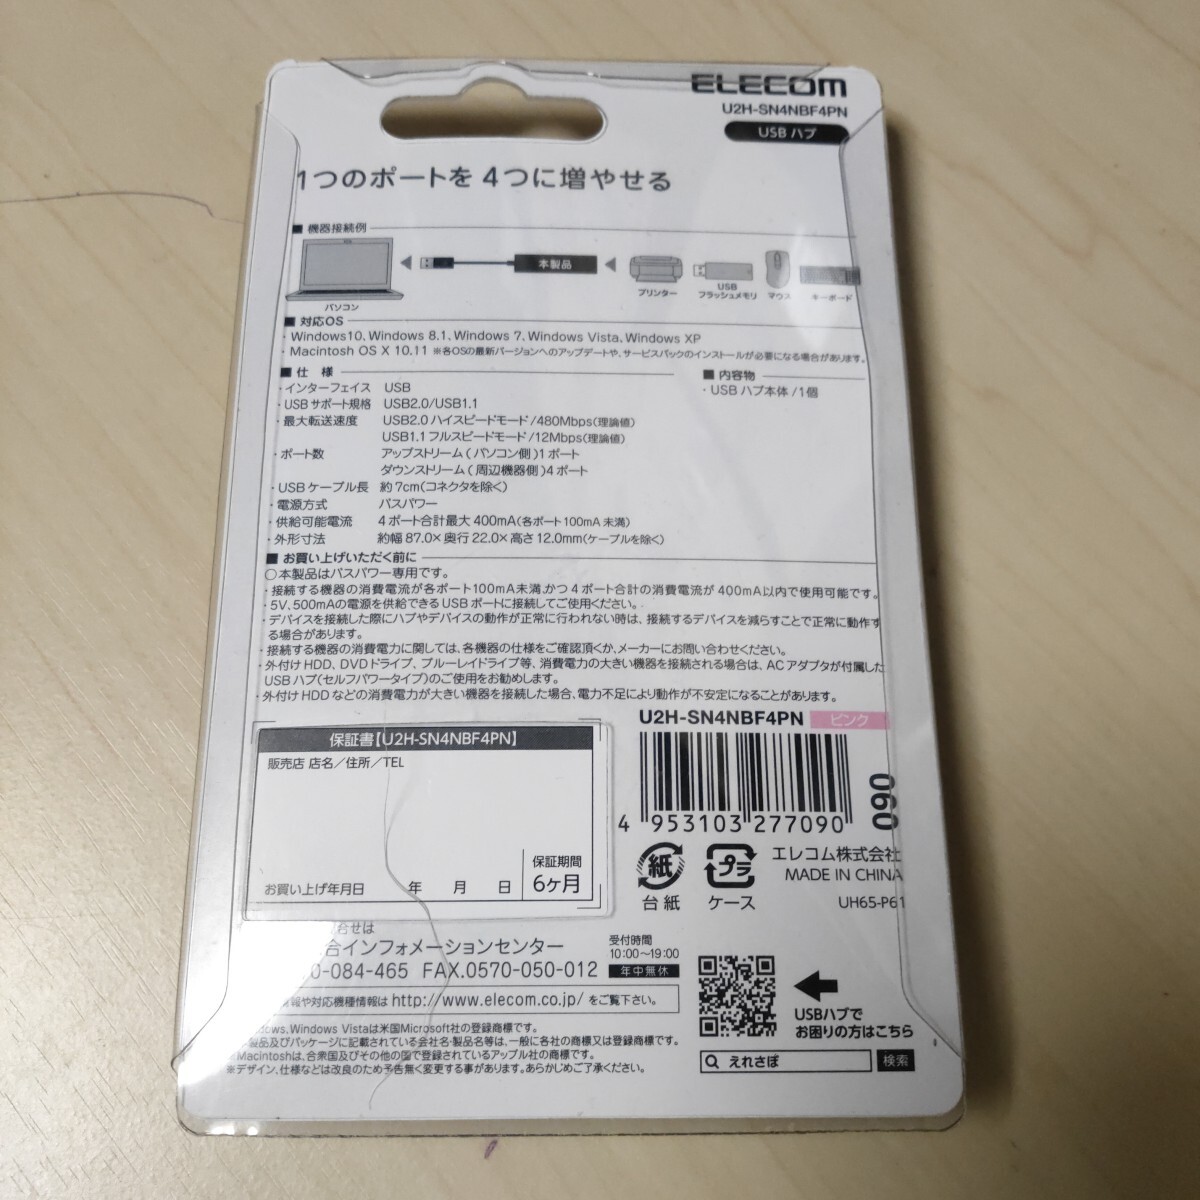 ELECOM
U2H-SN4NBF4PN
USB ハブ
1つのポートを 4つに増やせる
■ 機器接続例
本製品
パソコン
プリンター
USB
フラッシュメモリ
マウス
キーボード
■ 対応OS
・Windows10、Windows 8.1、Windows 7、Windows Vista、Windows XP
・Macintosh OS X 10.11 ※各OSの最新バージョンへのアップデートや、サービスパックのインストールが必要になる場合があります。
■ 仕 様
・インターフェイス USB
・USBサポート規格 USB2.0/USB1.1
・最大転送速度 USB2.0 ハイスピードモード/480Mbps(理論値)
USB1.1 フルスピードモード/12Mbps(理論値)
・ポート数 アップストリーム(パソコン側)1ポート
ダウンストリーム(周辺機器側)4ポート
・USBケーブル長 約7cm(コネクタを除く)
・電源方式 バスパワー
・供給可能電流 4ポート合計最大 400mA(各ポート100mA未満)
・外形寸法 約幅 87.0×奥行22.0×高さ12.0mm(ケーブルを除く)
■ 内容物
・USBハブ本体/1個
■ お買い上げいただく前に
○本製品はバスパワー専用です。
・接続する機器の消費電流が各ポート100mA未満、かつ4ポート合計の消費電流が400mA以内で使用可能です。
・5V、500mAの電源を供給できるUSBポートに接続してご使用ください。
・デバイスを接続した際にハブやデバイスの動作が正常に行われない時は、接続するデバイスを減らすことで正常に動作す
る場合があります。
・接続する機器の消費電力に関しては、各機器の仕様をご確認頂くか、メーカーにお問い合わせください。
・外付けHDD、DVDドライブ、ブルーレイドライブ等、消費電力の大きい機器を接続される場合は、ACアダプタが付属した
USBハブ(セルフパワータイプ)のご使用をお勧めします。
・外付けHDDなどの消費電力が大きい機器を接続した場合、電力不足により動作が不安定になることがあります。
U2H-SN4NBF4PN ピンク
保証書【U2H-SN4NBF4PN】
販売店 店名／住所／TEL
お買い上げ年月日 年 月 日
保証期間
6ヶ月
4 953103 277090
060
紙
台紙
プラ
ケース
エレコム株式会社
MADE IN CHINA
UH65-P61
合せは
合インフォメーションセンター
0-084-465 FAX.0570-050-012
受付時間
10:00～19:00
年中無休
情報や対応機種情報は http://www.elecom.co.jp/ をご覧下さい。
dows、Windows Vistaは米国Microsoft社の登録商標です。
製品及びパッケージに記載されている会社名・製品名等は、一般に各社の商標又は登録商標です。
Macintoshは、合衆国及びその他の国で登録されているアップル社の商標です。
※デザイン、仕様などは改良のため予告無く変更する事があります。あらかじめご了承ください。
USBハブで
お困りの方はこちら
えれさぽ 検索